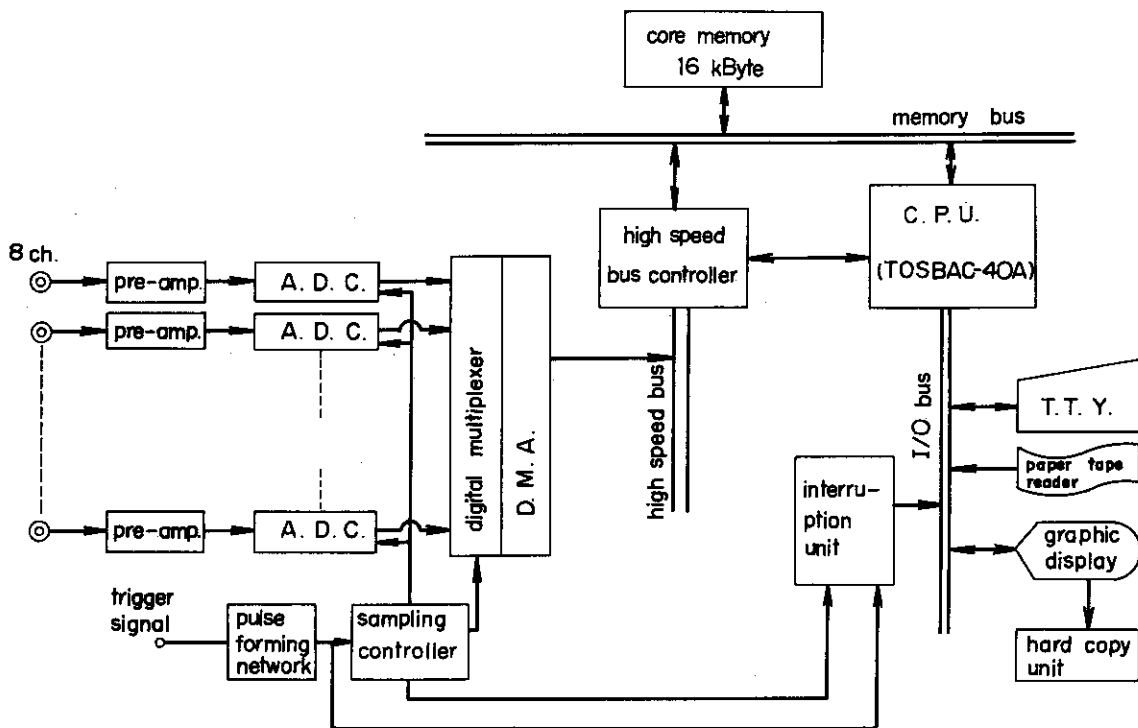 core memory
16 kByte
memory bus
C. P. U.
(TOSBAC-40A)
high speed
bus controller
8 ch.
pre-amp.
A. D. C.
pre-amp.
A. D. C.
pre-amp.
A. D. C.
digital multiplexer
D. M. A.
high speed bus
I/O bus
T. T. Y.
paper tape
reader
interru-
ption
unit
graphic
display
hard copy
unit
trigger
signal
pulse
forming
network
sampling
controller